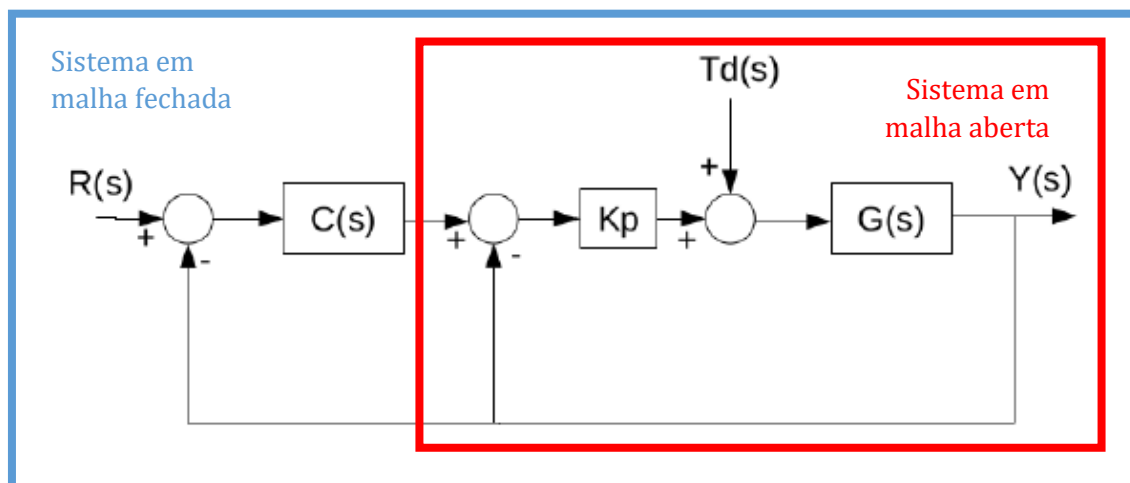 Sistema em
malha fechada
Td(s)
Sistema em
malha aberta
R(s)
Y(s)
+
C(s)
+
Kp
+
+
G(s)
-
-